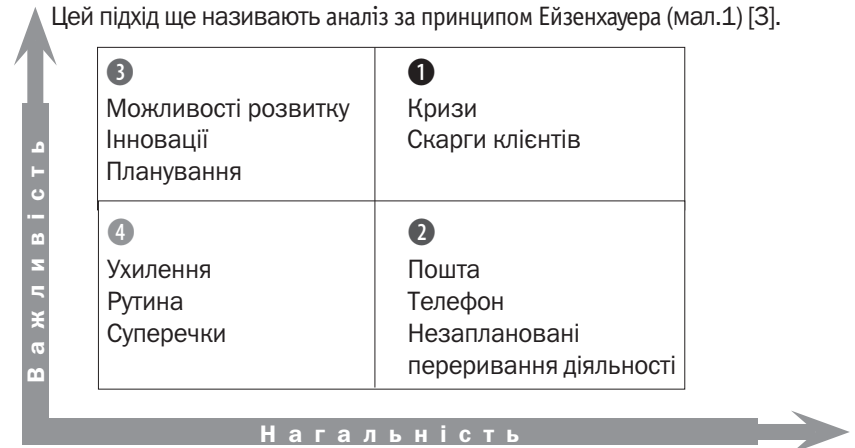 Цей підхід ще називають аналіз за принципом Ейзенхауера (мал.1) [3].
Важливість
3
Можливості розвитку
Інновації
Планування
1
Кризи
Скарги клієнтів
4
Ухилення
Рутина
Суперечки
2
Пошта
Телефон
Незаплановані
переривання діяльності
Нагальність